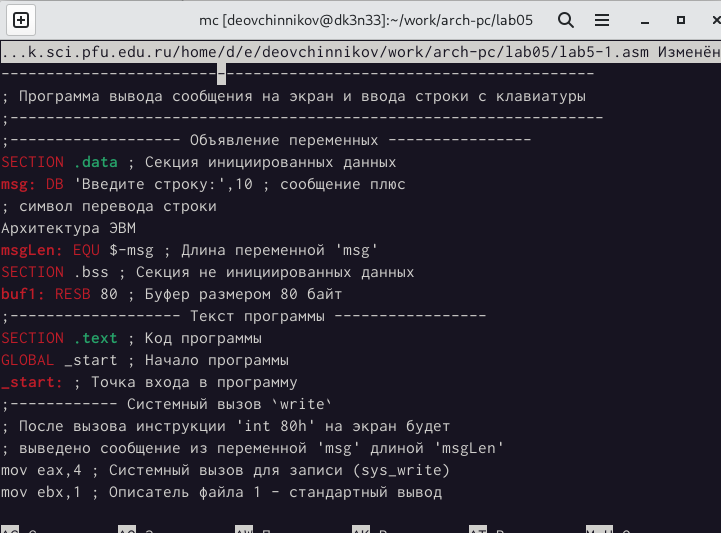 mc [deovchinnikov@dk3n33]:~/work/arch-pc/lab05
...k.sci.pfu.edu.ru/home/d/e/deovchinnikov/work/arch-pc/lab05/lab5-1.asm Изменён
------------------------------------------------------------------
; Программа вывода сообщения на экран и ввода строки с клавиатуры
;------------------------------------------------------------------
;------------------- Объявление переменных ----------------
SECTION .data ; Секция инициированных данных
msg: DB 'Введите строку:',10 ; сообщение плюс
; символ перевода строки
Архитектура ЭВМ
msgLen: EQU $-msg ; Длина переменной 'msg'
SECTION .bss ; Секция не инициированных данных
buf1: RESB 80 ; Буфер размером 80 байт
;------------------- Текст программы -----------------
SECTION .text ; Код программы
GLOBAL _start ; Начало программы
_start: ; Точка входа в программу
;------------ Системный вызов `write`
; После вызова инструкции 'int 80h' на экран будет
; выведено сообщение из переменной 'msg' длиной 'msgLen'
mov eax,4 ; Системный вызов для записи (sys_write)
mov ebx,1 ; Описатель файла 1 - стандартный вывод